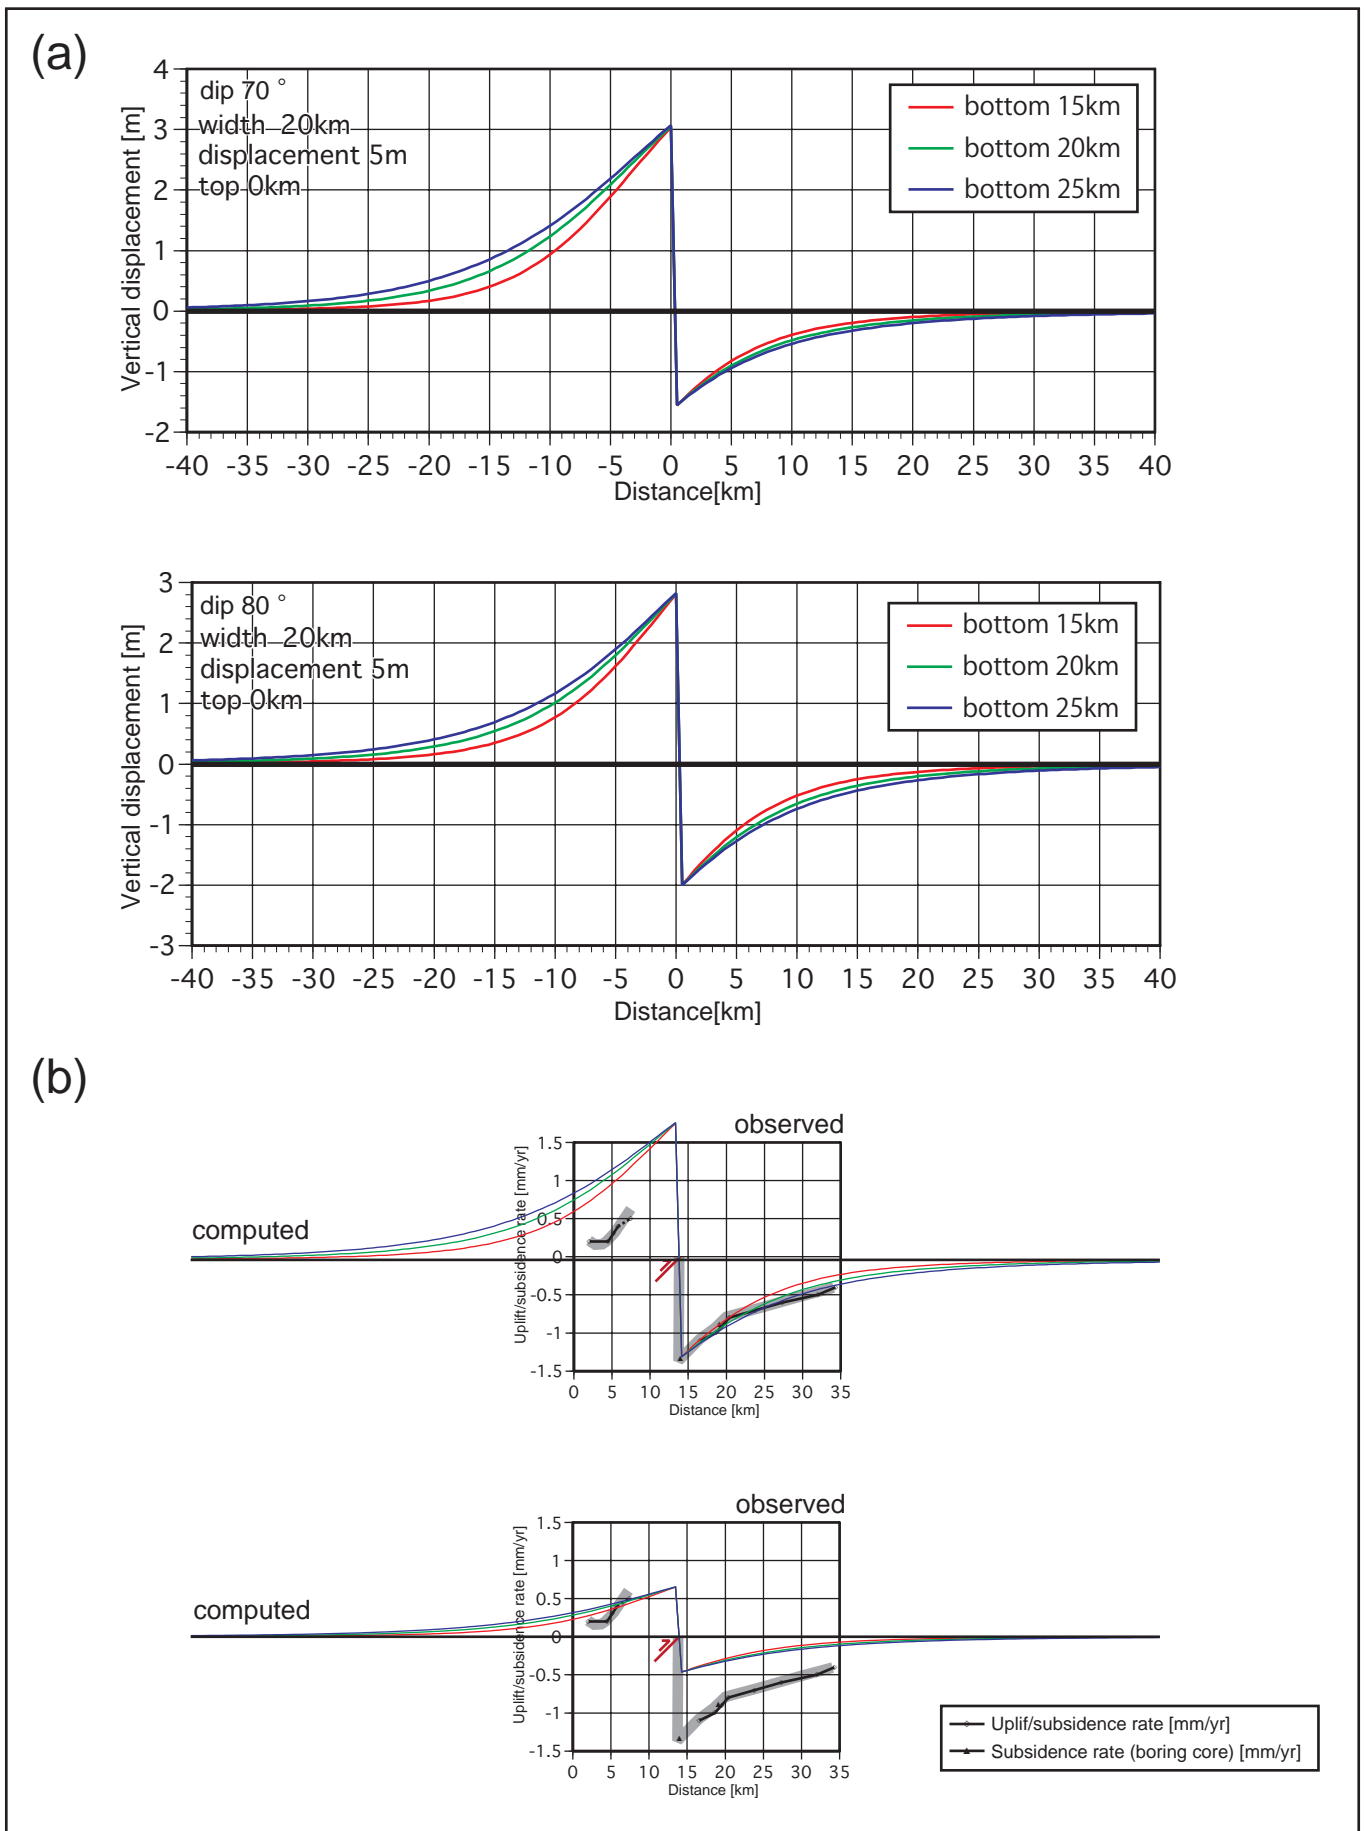 (a)
Vertical displacement [m]
4
3
2
1
0
-1
-2
dip 70 °
width 20km
displacement 5m
top 0km
bottom 15km
bottom 20km
bottom 25km
-40 -35 -30 -25 -20 -15 -10 -5 0 5 10 15 20 25 30 35 40
Distance[km]
Vertical displacement [m]
3
2
1
0
-1
-2
-3
dip 80 °
width 20km
displacement 5m
top 0km
bottom 15km
bottom 20km
bottom 25km
-40 -35 -30 -25 -20 -15 -10 -5 0 5 10 15 20 25 30 35 40
Distance[km]
(b)
observed
computed
Uplift/subsidence rate [mm/yr]
1.5
1
0.5
0
-0.5
-1
-1.5
0 5 10 15 20 25 30 35
Distance [km]
observed
computed
Uplift/subsidence rate [mm/yr]
1.5
1
0.5
0
-0.5
-1
-1.5
0 5 10 15 20 25 30 35
Distance [km]
Uplif/subsidence rate [mm/yr]
Subsidence rate (boring core) [mm/yr]